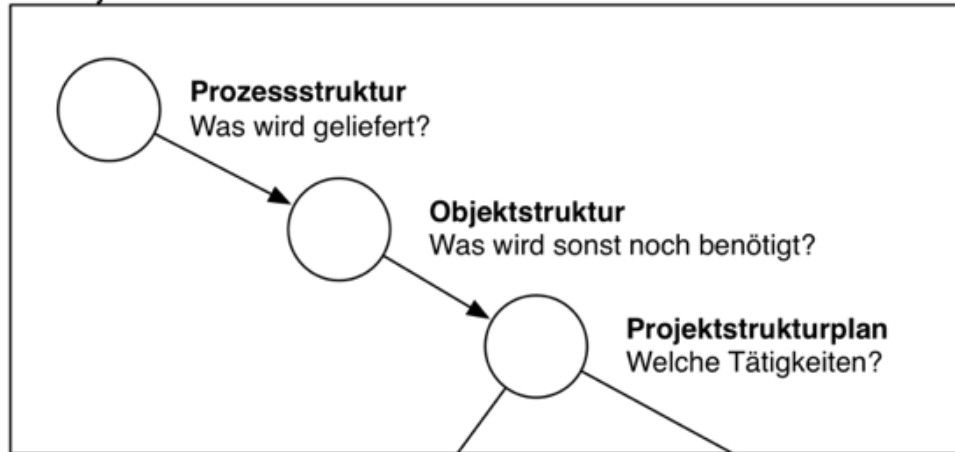 Prozessstruktur
Was wird geliefert?
Objektstruktur
Was wird sonst noch benötigt?
Projektstrukturplan
Welche Tätigkeiten?